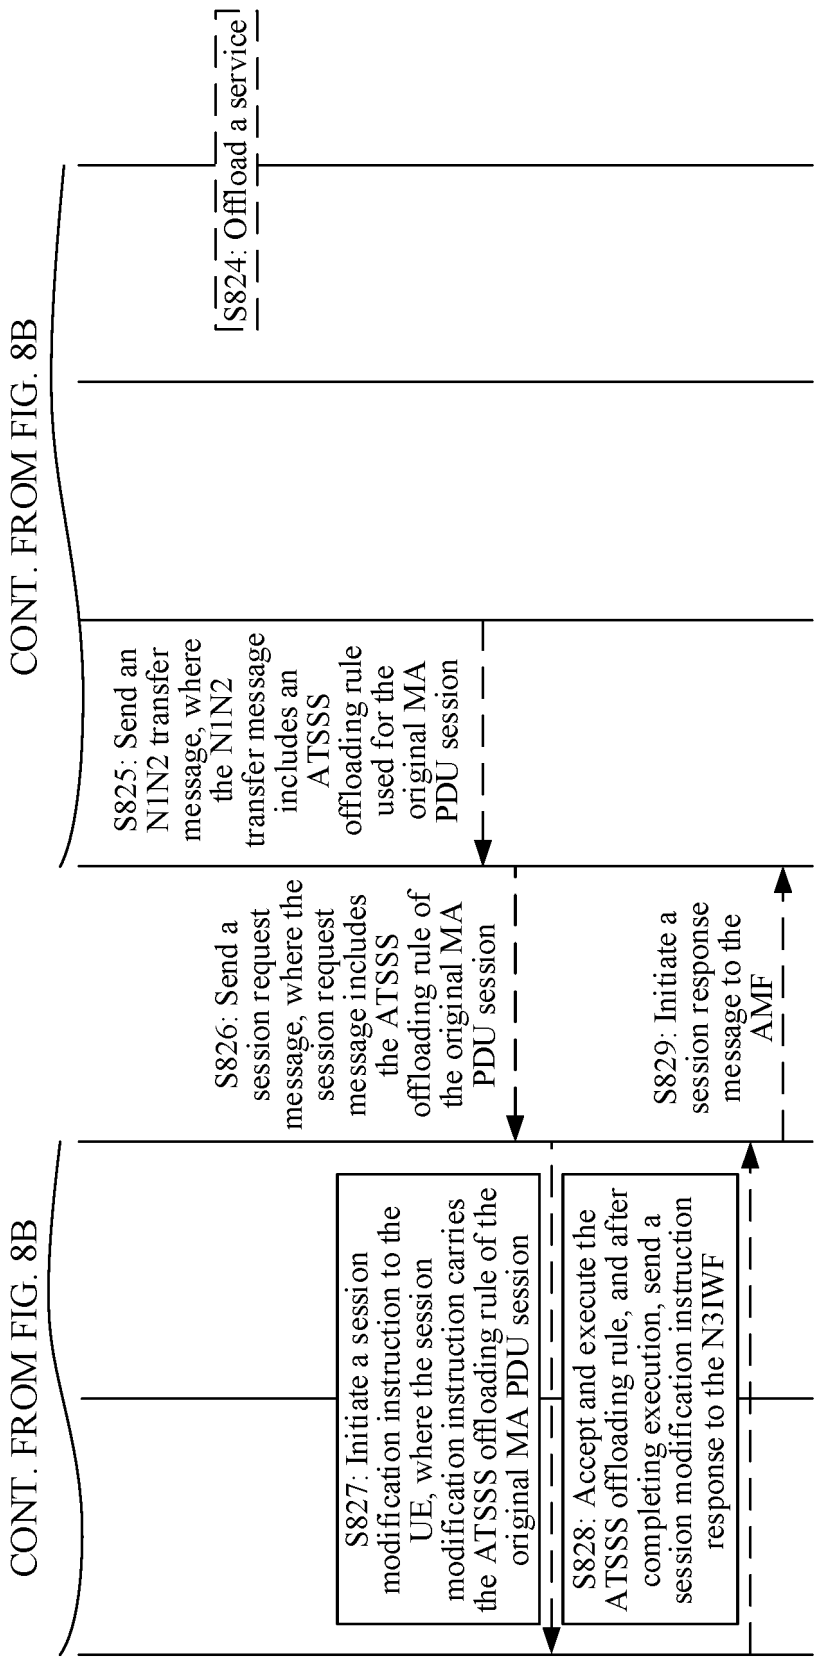 CONT. FROM FIG. 8B
CONT. FROM FIG. 8B
S824: Offload a service
S825: Send an
N1N2 transfer
message, where
the N1N2
transfer message
includes an
ATSSS
offloading rule
used for the
original MA
PDU session
S826: Send a
session request
message, where the
session request
message includes
the ATSSS
offloading rule of
the original MA
PDU session
S827: Initiate a session
modification instruction to the
UE, where the session
modification instruction carries
the ATSSS offloading rule of the
original MA PDU session
S828: Accept and execute the
ATSSS offloading rule, and after
completing execution, send a
session modification instruction
response to the N3IWF
S829: Initiate a
session response
message to the
AMF